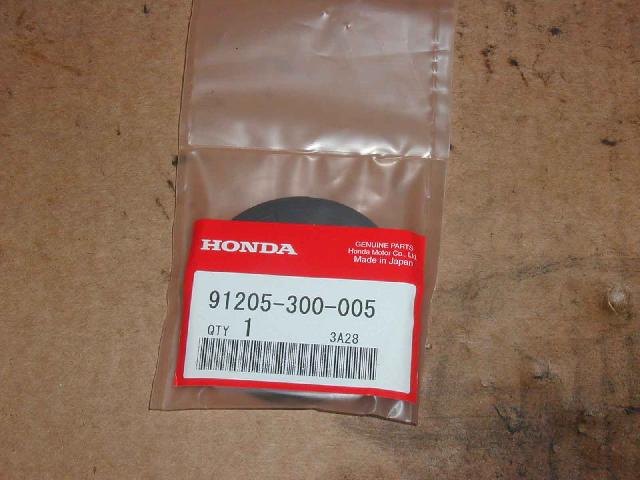 HONDA
GENUINE PARTS
Honda Motor Co., Ltd.
Made in Japan
91205-300-005
QTY 1
3A28